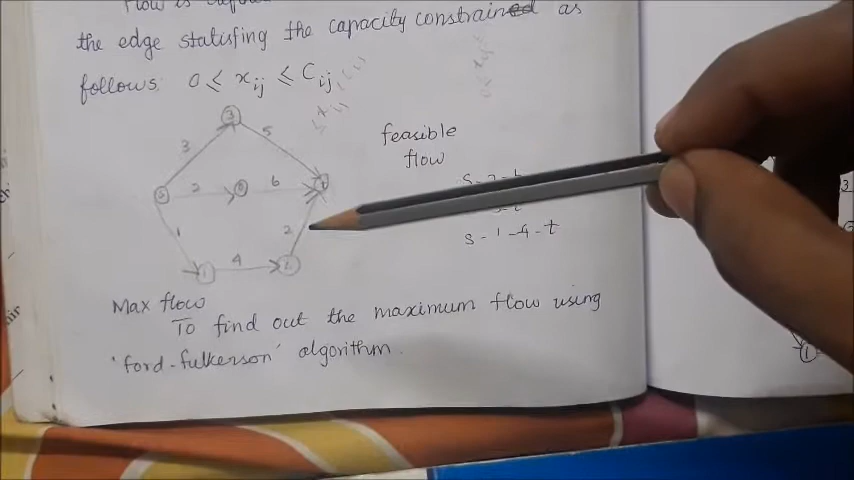 the edge statisfing the capacity constrained as
follows: 0 ≤ xij ≤ Cij
3
3
5
feasible
flow
s
2
6
t
1
2
s-1-4-t
1
4
2
Max flow
To find out the maximum flow using
'ford-fulkerson' algorithm.